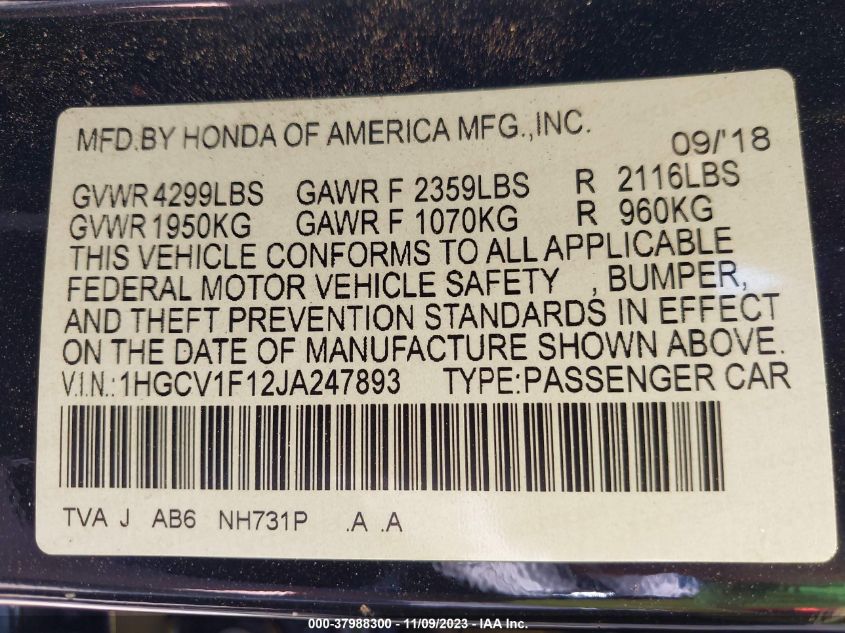 MFD.BY HONDA OF AMERICA MFG.,INC. 09/'18
GVWR 4299LBS GAWR F 2359LBS R 2116LBS
GVWR 1950KG GAWR F 1070KG R 960KG
THIS VEHICLE CONFORMS TO ALL APPLICABLE
FEDERAL MOTOR VEHICLE SAFETY , BUMPER,
AND THEFT PREVENTION STANDARDS IN EFFECT
ON THE DATE OF MANUFACTURE SHOWN ABOVE.
V.I.N.:1HGCV1F12JA247893 TYPE:PASSENGER CAR
TVA J AB6 NH731P .A .A
000-37988300 - 11/09/2023 - IAA Inc.